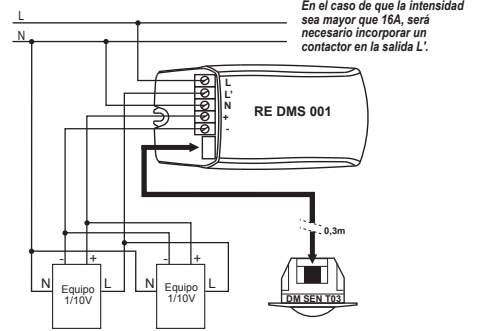 En el caso de que la intensidad
sea mayor que 16A, será
necesario incorporar un
contactor en la salida L'.
L
N
L
L'
N
+
-
RE DMS 001
0,3m
- +
N Equipo L
1/10V
- +
N Equipo L
1/10V
DM SEN T03